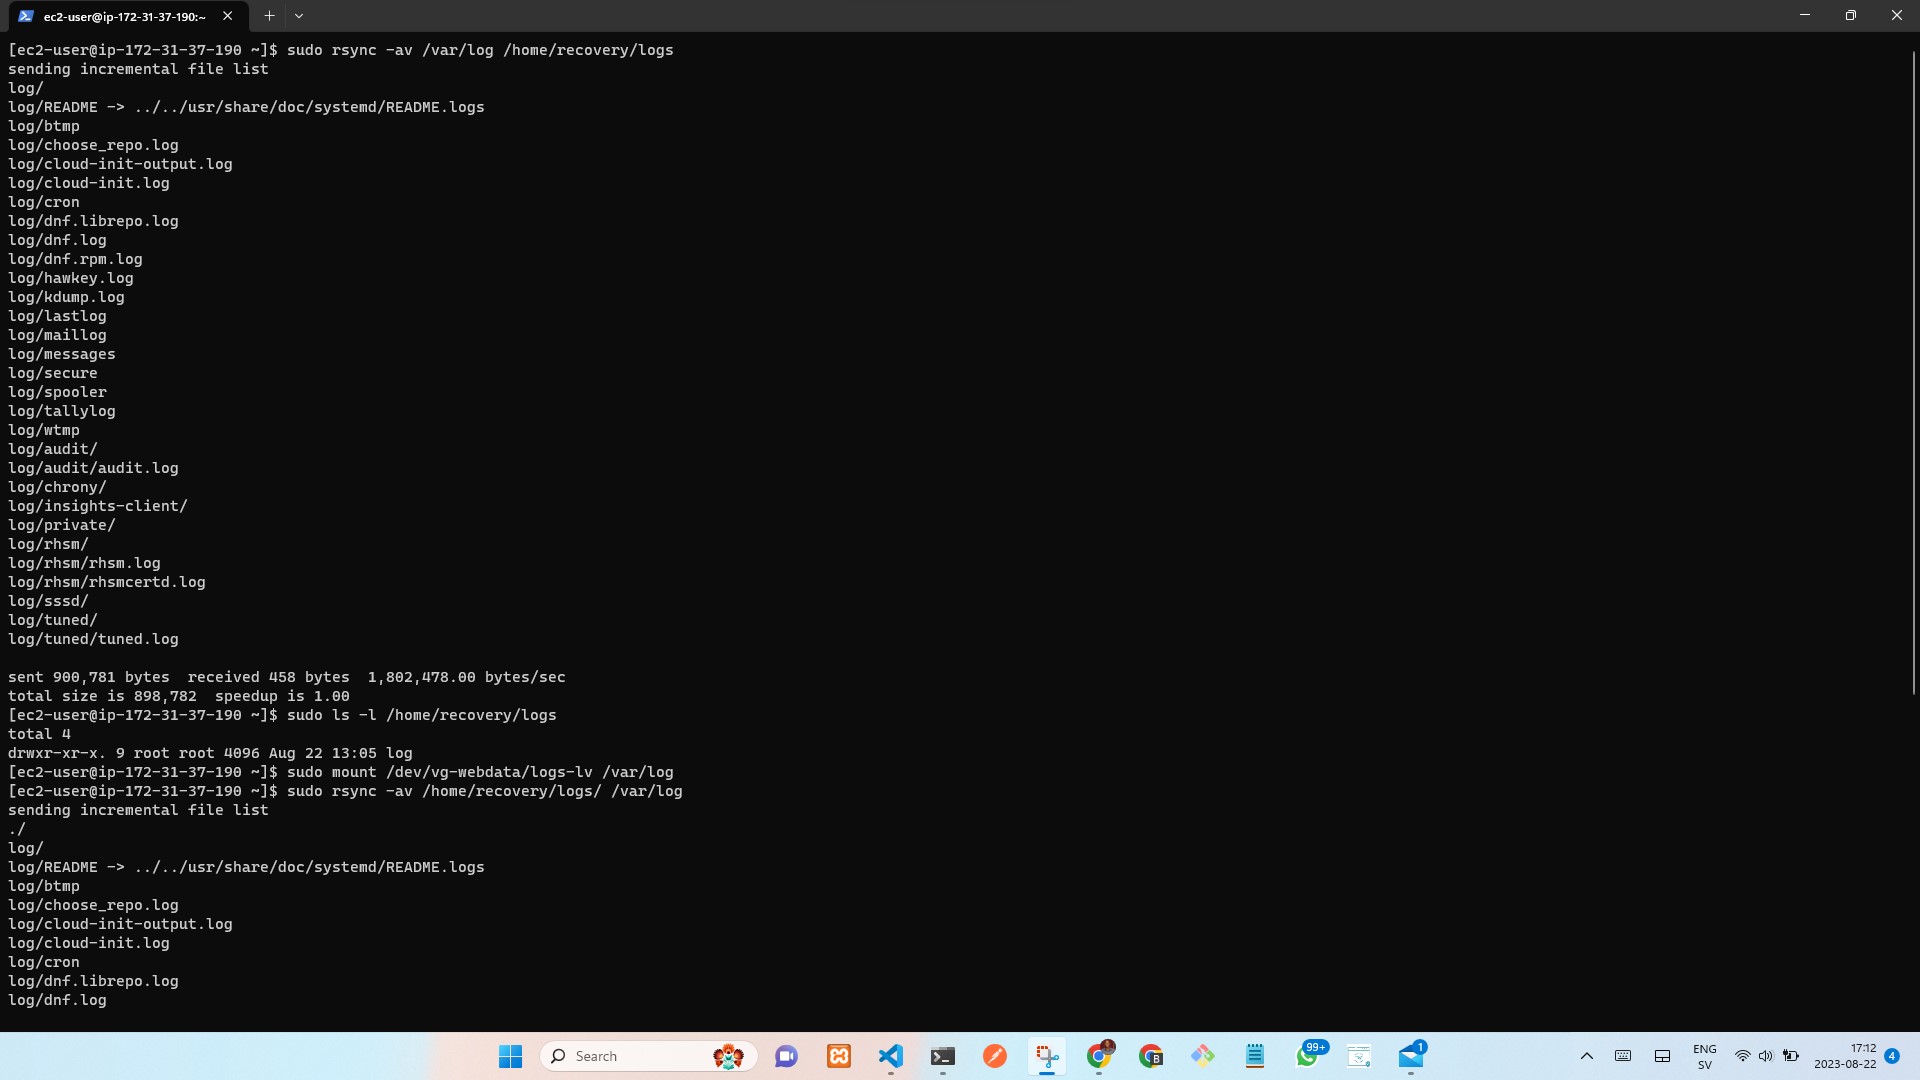 ec2-user@ip-172-31-37-190:~
[ec2-user@ip-172-31-37-190 ~]$ sudo rsync -av /var/log /home/recovery/logs
sending incremental file list
log/
log/README -> ../../usr/share/doc/systemd/README.logs
log/btmp
log/choose_repo.log
log/cloud-init-output.log
log/cloud-init.log
log/cron
log/dnf.librepo.log
log/dnf.log
log/dnf.rpm.log
log/hawkey.log
log/kdump.log
log/lastlog
log/maillog
log/messages
log/secure
log/spooler
log/tallylog
log/wtmp
log/audit/
log/audit/audit.log
log/chrony/
log/insights-client/
log/private/
log/rhsm/
log/rhsm/rhsm.log
log/rhsm/rhsmcertd.log
log/sssd/
log/tuned/
log/tuned/tuned.log
sent 900,781 bytes  received 458 bytes  1,802,478.00 bytes/sec
total size is 898,782  speedup is 1.00
[ec2-user@ip-172-31-37-190 ~]$ sudo ls -l /home/recovery/logs
total 4
drwxr-xr-x. 9 root root 4096 Aug 22 13:05 log
[ec2-user@ip-172-31-37-190 ~]$ sudo mount /dev/vg-webdata/logs-lv /var/log
[ec2-user@ip-172-31-37-190 ~]$ sudo rsync -av /home/recovery/logs/ /var/log
sending incremental file list
./
log/
log/README -> ../../usr/share/doc/systemd/README.logs
log/btmp
log/choose_repo.log
log/cloud-init-output.log
log/cloud-init.log
log/cron
log/dnf.librepo.log
log/dnf.log
Search
B
99+
1
ENG
SV
17:12
2023-08-22
4